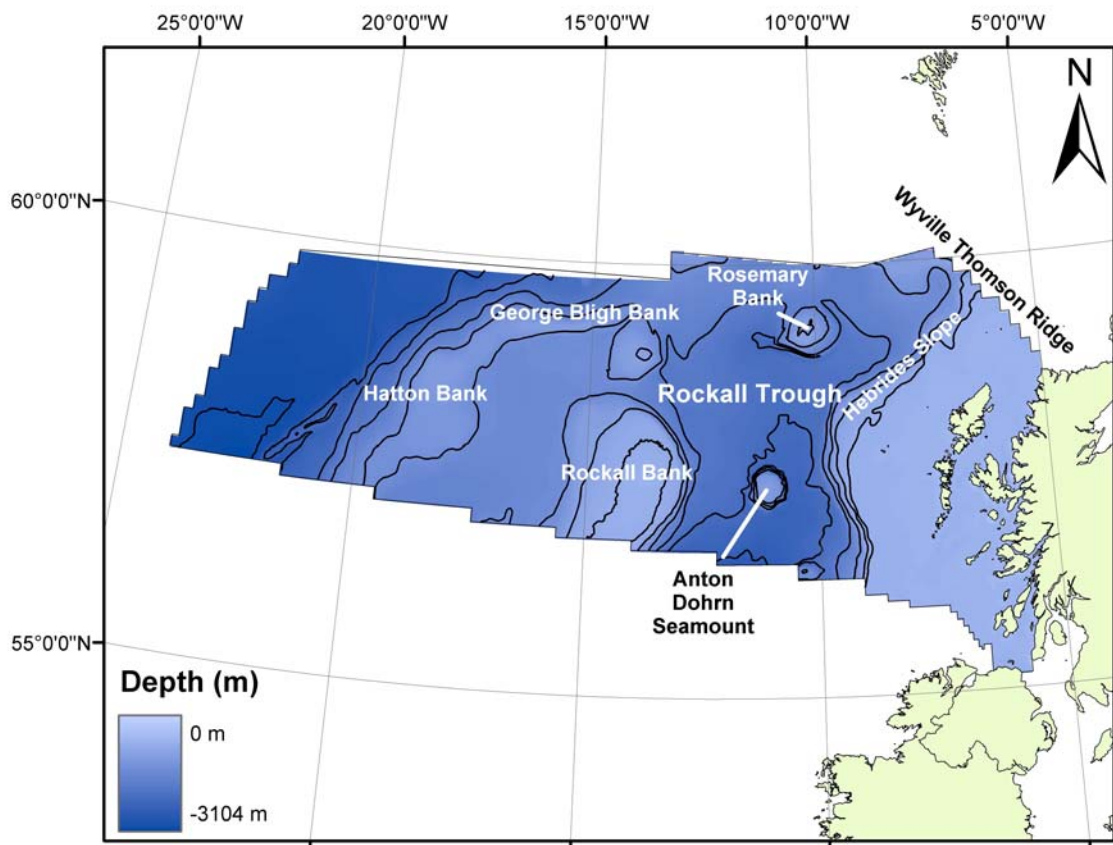 25°0'0"W
20°0'0"W
15°0'0"W
10°0'0"W
5°0'0"W
N
60°0'0"N
Wyville Thomson Ridge
Rosemary
Bank
George Bligh Bank
Hebrides Slope
Hatton Bank
Rockall Trough
Rockall Bank
Anton
Dohrn
Seamount
55°0'0"N
Depth (m)
0 m
-3104 m